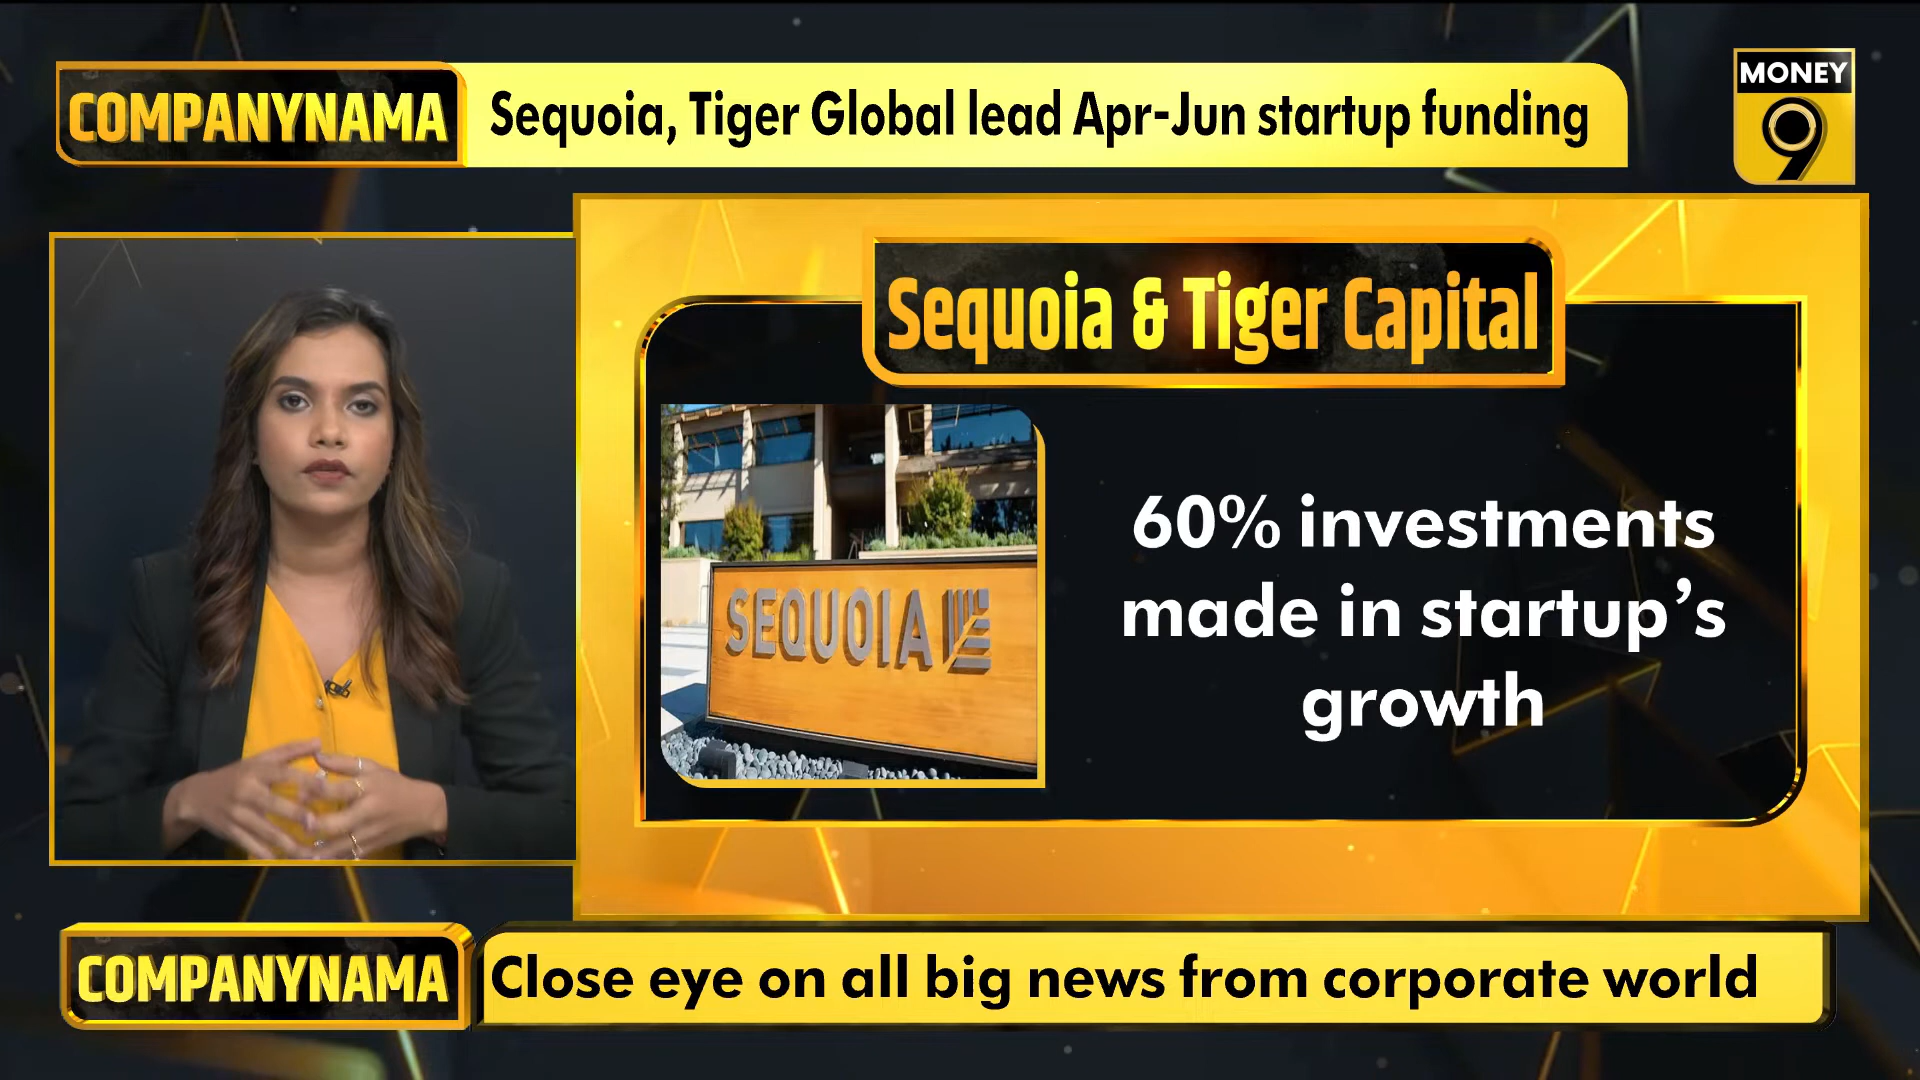 COMPANYNAMA
Sequoia, Tiger Global lead Apr-Jun startup funding
MONEY
9
Sequoia & Tiger Capital
SEQUOIA
60% investments
made in startup’s
growth
COMPANYNAMA
Close eye on all big news from corporate world